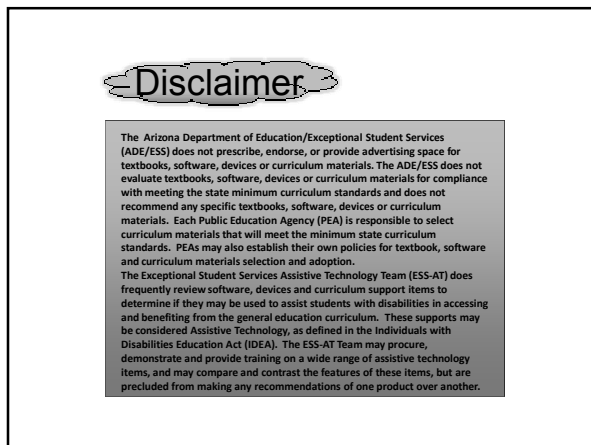 Disclaimer
The Arizona Department of Education/Exceptional Student Services
(ADE/ESS) does not prescribe, endorse, or provide advertising space for
textbooks, software, devices or curriculum materials. The ADE/ESS does not
evaluate textbooks, software, devices or curriculum materials for compliance
with meeting the state minimum curriculum standards and does not
recommend any specific textbooks, software, devices or curriculum
materials. Each Public Education Agency (PEA) is responsible to select
curriculum materials that will meet the minimum state curriculum
standards. PEAs may also establish their own policies for textbook, software
and curriculum materials selection and adoption.
The Exceptional Student Services Assistive Technology Team (ESS-AT) does
frequently review software, devices and curriculum support items to
determine if they may be used to assist students with disabilities in accessing
and benefiting from the general education curriculum. These supports may
be considered Assistive Technology, as defined in the Individuals with
Disabilities Education Act (IDEA). The ESS-AT Team may procure,
demonstrate and provide training on a wide range of assistive technology
items, and may compare and contrast the features of these items, but are
precluded from making any recommendations of one product over another.